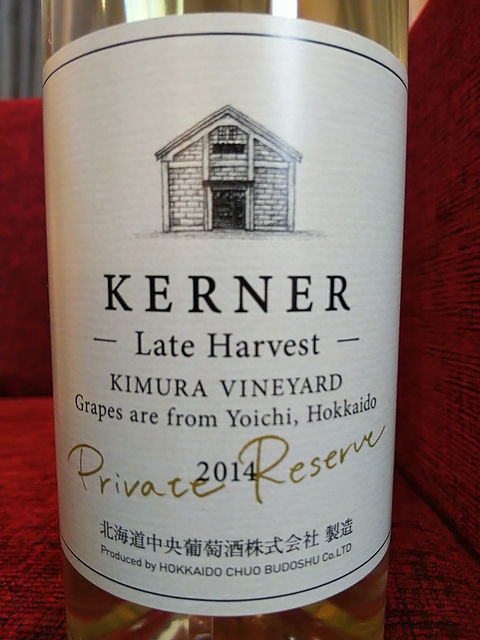 KERNER
— Late Harvest —
KIMURA VINEYARD
Grapes are from Yoichi, Hokkaido
2014
Private Reserve
北海道中央葡萄酒株式会社 製造
Produced by HOKKAIDO CHUO BUDOSHU Co.LTD